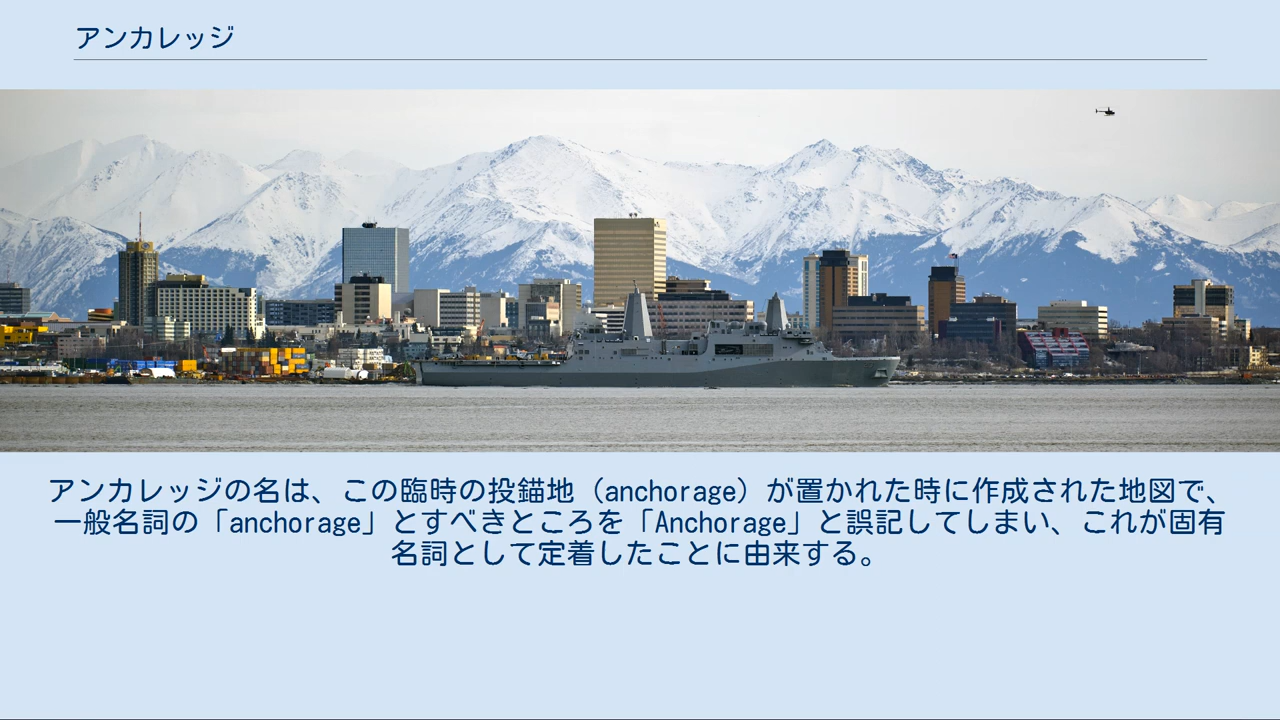 アンカレッジ
アンカレッジの名は、この臨時の投錨地（anchorage）が置かれた時に作成された地図で、
一般名詞の「anchorage」とすべきところを「Anchorage」と誤記してしまい、これが固有
名詞として定着したことに由来する。